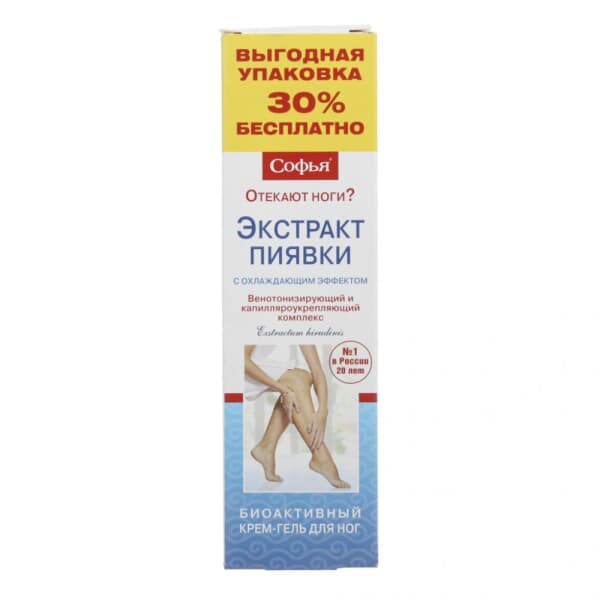 ВЫГОДНАЯ
УПАКОВКА
30%
БЕСПЛАТНО
Софья®
ОТЕКАЮТ НОГИ?
ЭКСТРАКТ
ПИЯВКИ
С ОХЛАЖДАЮЩИМ ЭФФЕКТОМ
Венотонизирующий и
капилляроукрепляющий
комплекс
Exstractum hirudinis
№1
в России
20 лет
БИОАКТИВНЫЙ
КРЕМ-ГЕЛЬ ДЛЯ НОГ